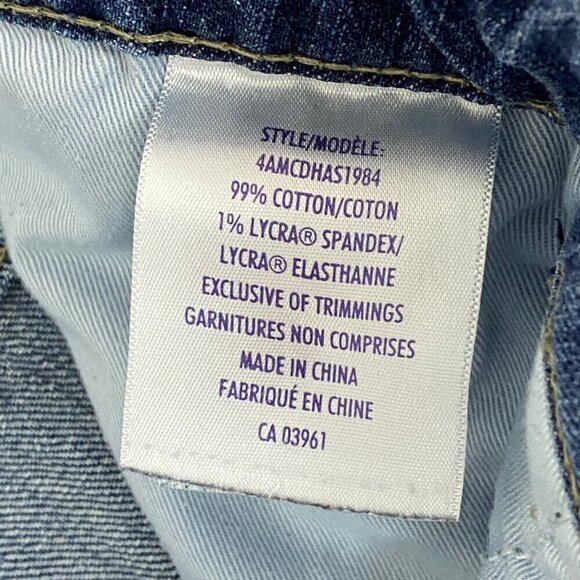 STYLE/MODÈLE:
4AMCDHAS1984
99% COTTON/COTON
1% LYCRA® SPANDEX/
LYCRA® ELASTHANNE
EXCLUSIVE OF TRIMMINGS
GARNITURES NON COMPRISES
MADE IN CHINA
FABRIQUÉ EN CHINE
CA 03961